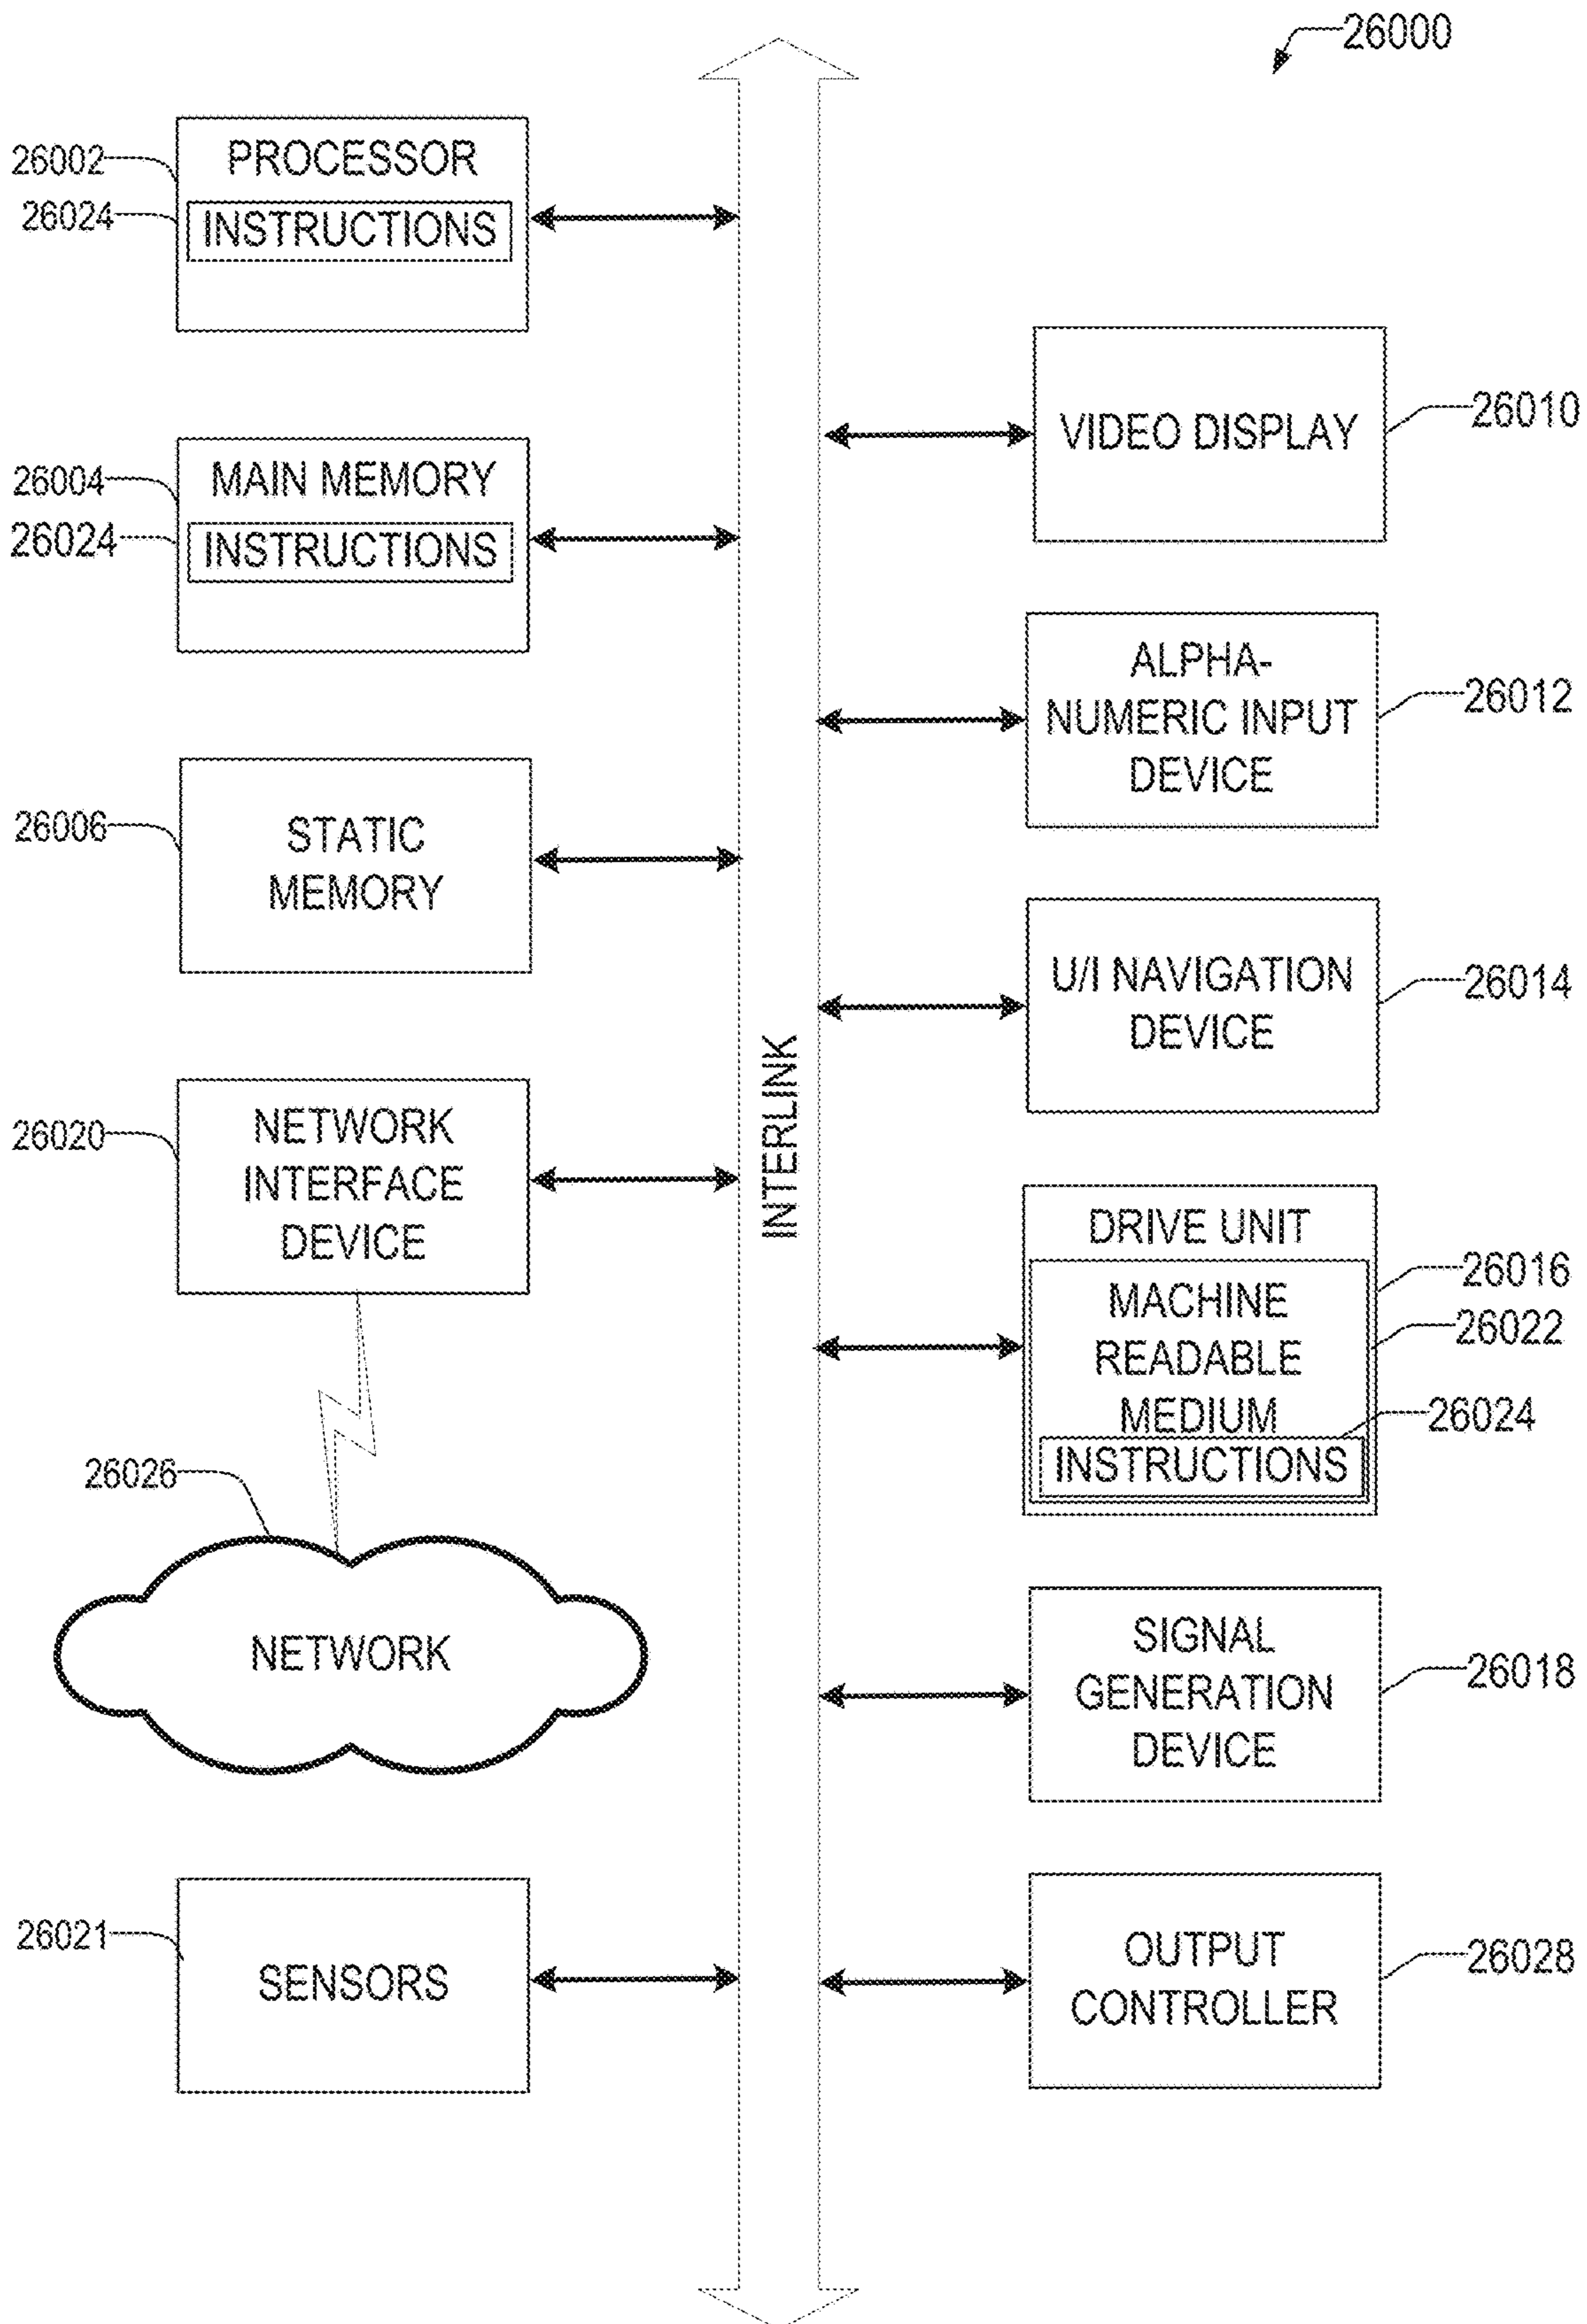 26000
26002
PROCESSOR
26024
INSTRUCTIONS
26004
MAIN MEMORY
26024
INSTRUCTIONS
26006
STATIC
MEMORY
26020
NETWORK
INTERFACE
DEVICE
26026
NETWORK
26021
SENSORS
INTERLINK
VIDEO DISPLAY
26010
ALPHA-
NUMERIC INPUT
DEVICE
26012
U/I NAVIGATION
DEVICE
26014
DRIVE UNIT
26016
MACHINE
READABLE
MEDIUM
26022
26024
INSTRUCTIONS
SIGNAL
GENERATION
DEVICE
26018
OUTPUT
CONTROLLER
26028